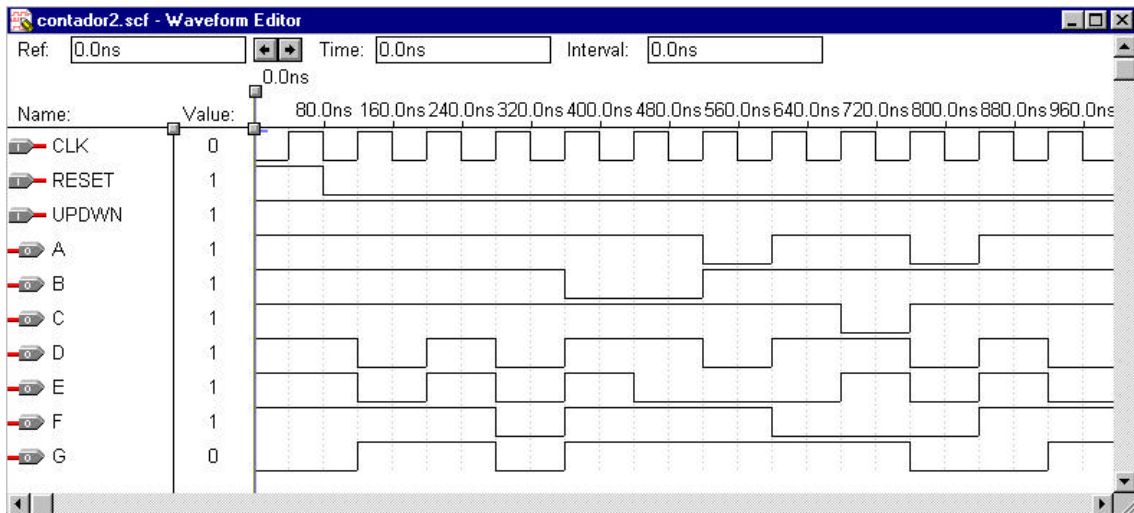 contador2.scf - Waveform Editor
Ref: 0.0ns Time: 0.0ns Interval: 0.0ns
0.0ns
Name: Value: 80.0ns 160.0ns 240.0ns 320.0ns 400.0ns 480.0ns 560.0ns 640.0ns 720.0ns 800.0ns 880.0ns 960.0ns
CLK 0
RESET 1
UPDWN 1
A 1
B 1
C 1
D 1
E 1
F 1
G 0